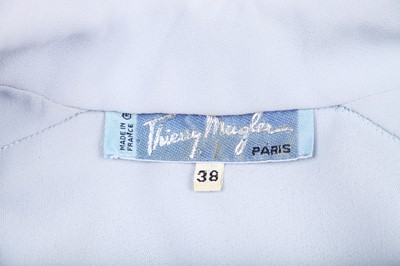 MADE IN
FRANCE
Thierry Mugler
PARIS
38